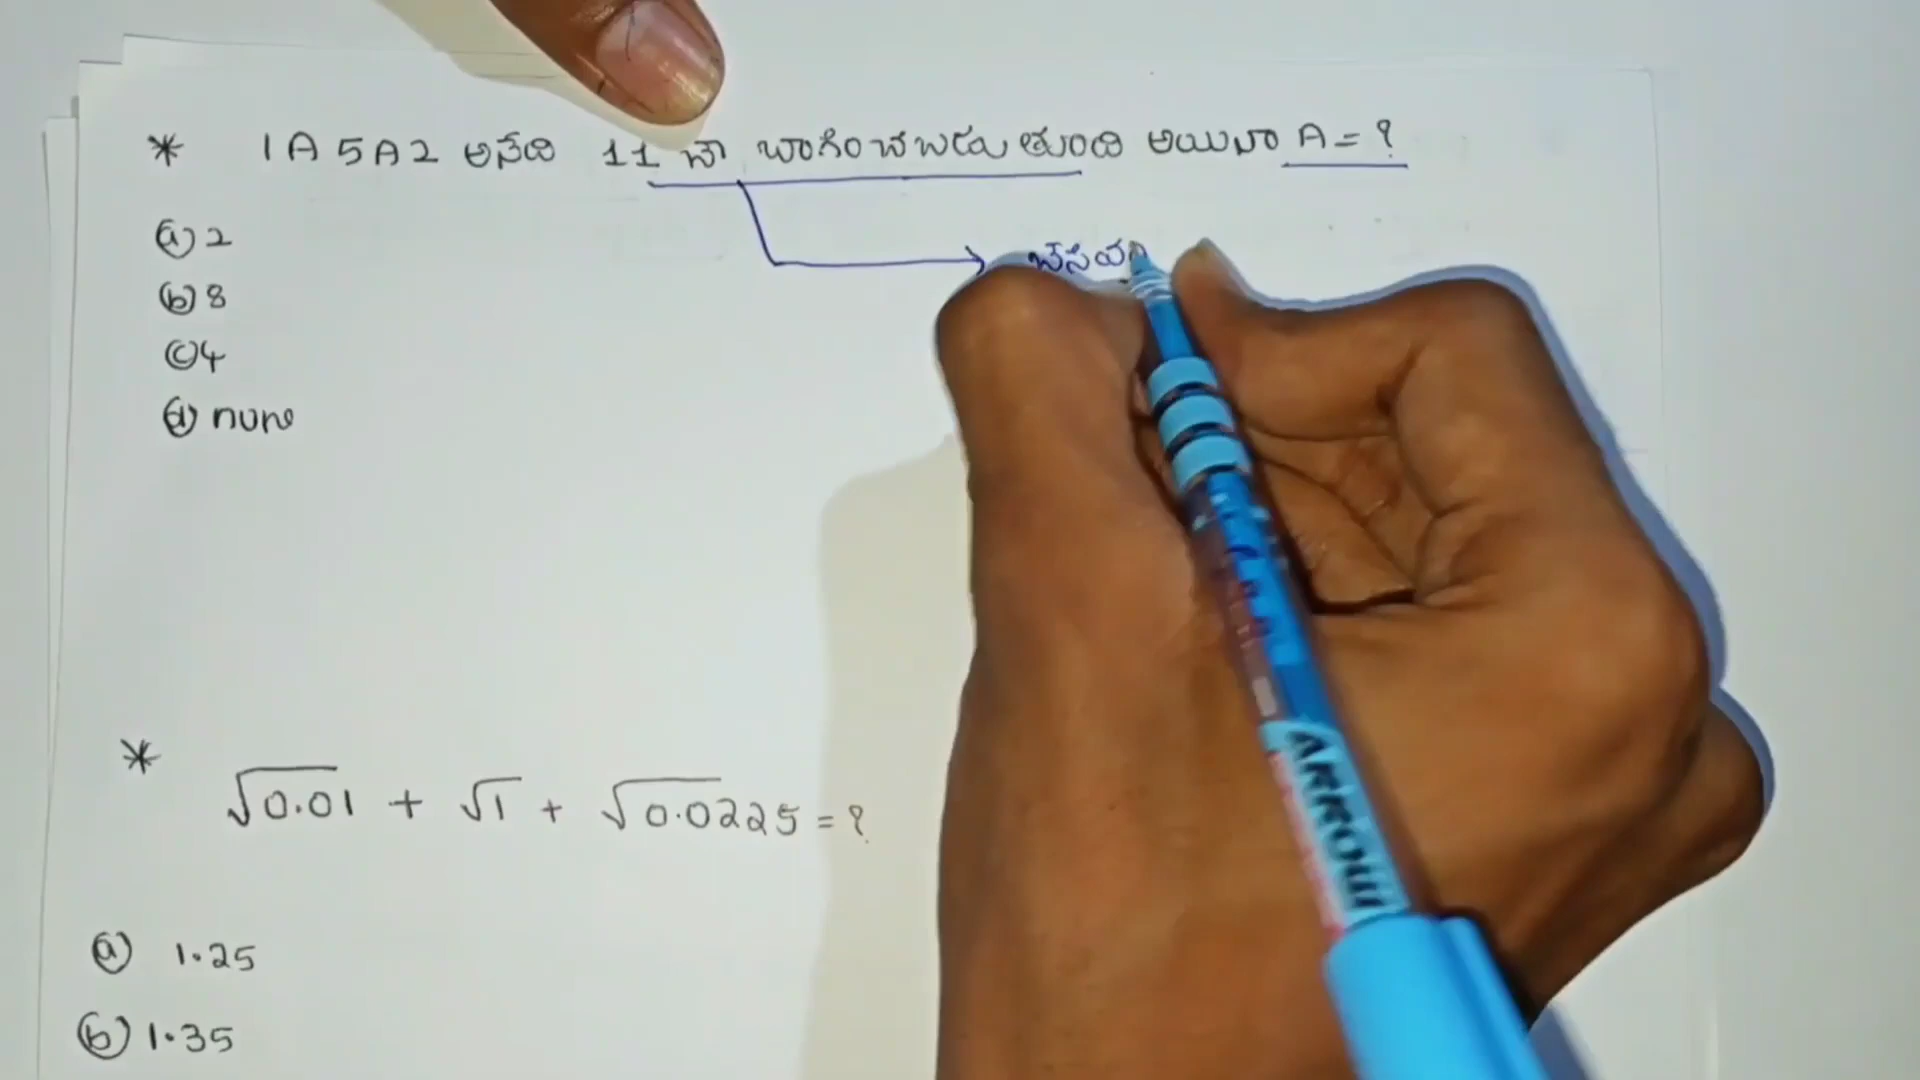 * 1A5A2 అనేది 11 చా బాగించబడుతుంది అయినా A = ?
ⓐ 2
ⓑ 8
ⓒ 4
ⓓ none
* √0.01 + √1 + √0.0225 = ?
ⓐ 1.25
ⓑ 1.35
ARROW